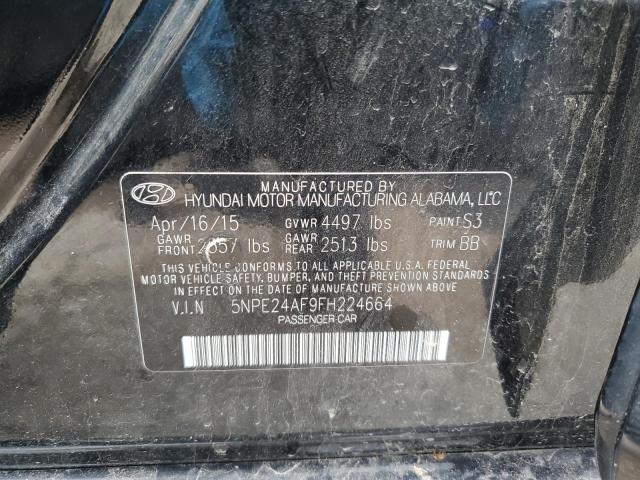 MANUFACTURED BY
HYUNDAI MOTOR MANUFACTURING ALABAMA, LLC
Apr/16/15 GVWR 4497 lbs PAINT S3
GAWR FRONT lbs GAWR REAR 2513 lbs TRIM BB
THIS VEHICLE CONFORMS TO ALL APPLICABLE U.S.A. FEDERAL
MOTOR VEHICLE SAFETY, BUMPER, AND THEFT PREVENTION STANDARDS
IN EFFECT ON THE DATE OF MANUFACTURE SHOWN ABOVE.
V.I.N 5NPE24AF9FH224664
PASSENGER CAR